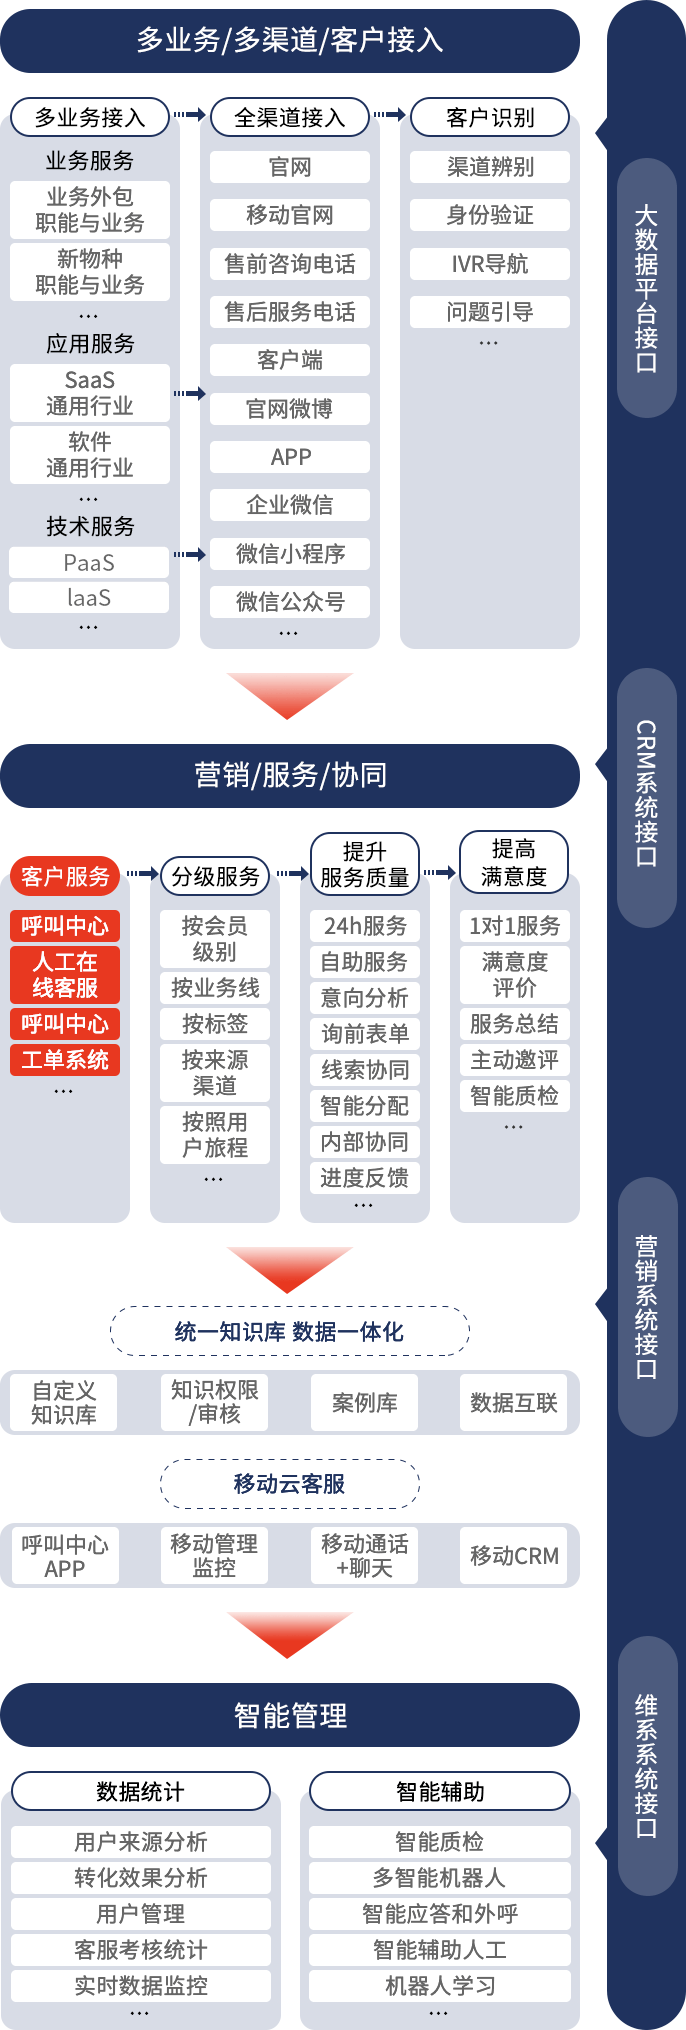 多业务/多渠道/客户接入
多业务接入
业务服务
业务外包
职能与业务
新物种
职能与业务
...
应用服务
SaaS
通用行业
软件
通用行业
...
技术服务
PaaS
laaS
...
全渠道接入
官网
移动官网
售前咨询电话
售后服务电话
客户端
官网微博
APP
企业微信
微信小程序
微信公众号
...
客户识别
渠道辨别
身份验证
IVR导航
问题引导
...
营销/服务/协同
客户服务
呼叫中心
人工在
线客服
呼叫中心
工单系统
...
分级服务
按会员
级别
按业务线
按标签
按来源
渠道
按照用
户旅程
...
提升
服务质量
24h服务
自助服务
意向分析
询前表单
线索协同
智能分配
内部协同
进度反馈
...
提高
满意度
1对1服务
满意度
评价
服务总结
主动邀评
智能质检
...
统一知识库 数据一体化
自定义
知识库
知识权限
/审核
案例库
数据互联
移动云客服
呼叫中心
APP
移动管理
监控
移动通话
+聊天
移动CRM
智能管理
数据统计
用户来源分析
转化效果分析
用户管理
客服考核统计
实时数据监控
...
智能辅助
智能质检
多智能机器人
智能应答和外呼
智能辅助人工
机器人学习
...
大数据平台接口
CRM系统接口
营销系统接口
维系系统接口